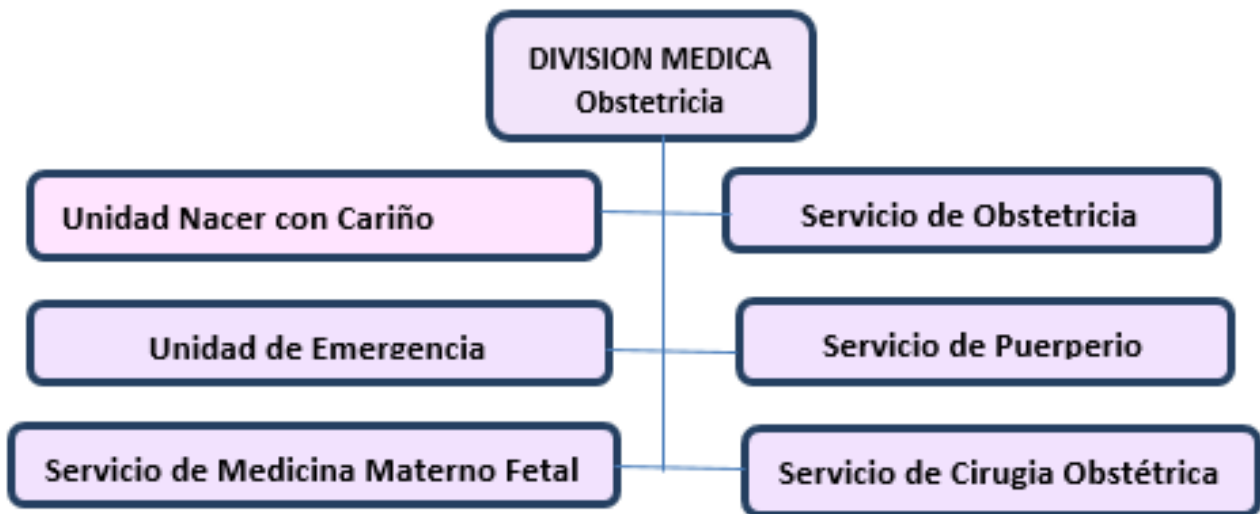 DIVISION MEDICA
Obstetricia
Unidad Nacer con Cariño
Servicio de Obstetricia
Unidad de Emergencia
Servicio de Puerperio
Servicio de Medicina Materno Fetal
Servicio de Cirugia Obstétrica